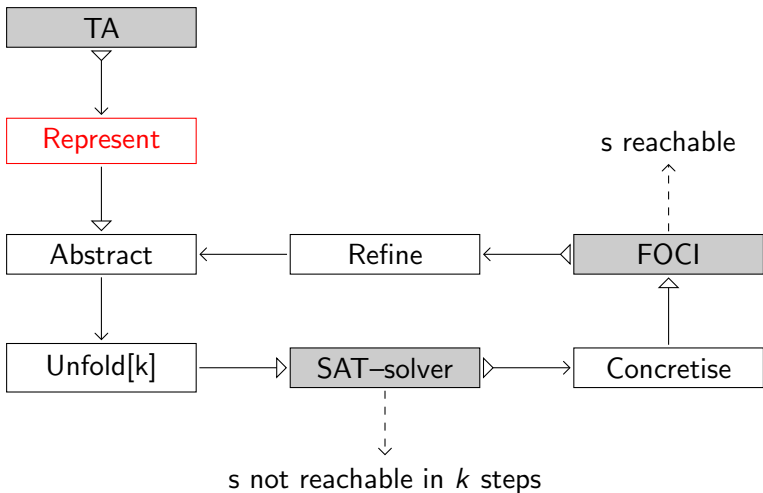 TA
Represent
s reachable
Abstract
Refine
FOCI
Unfold[k]
SAT–solver
Concretise
s not reachable in k steps